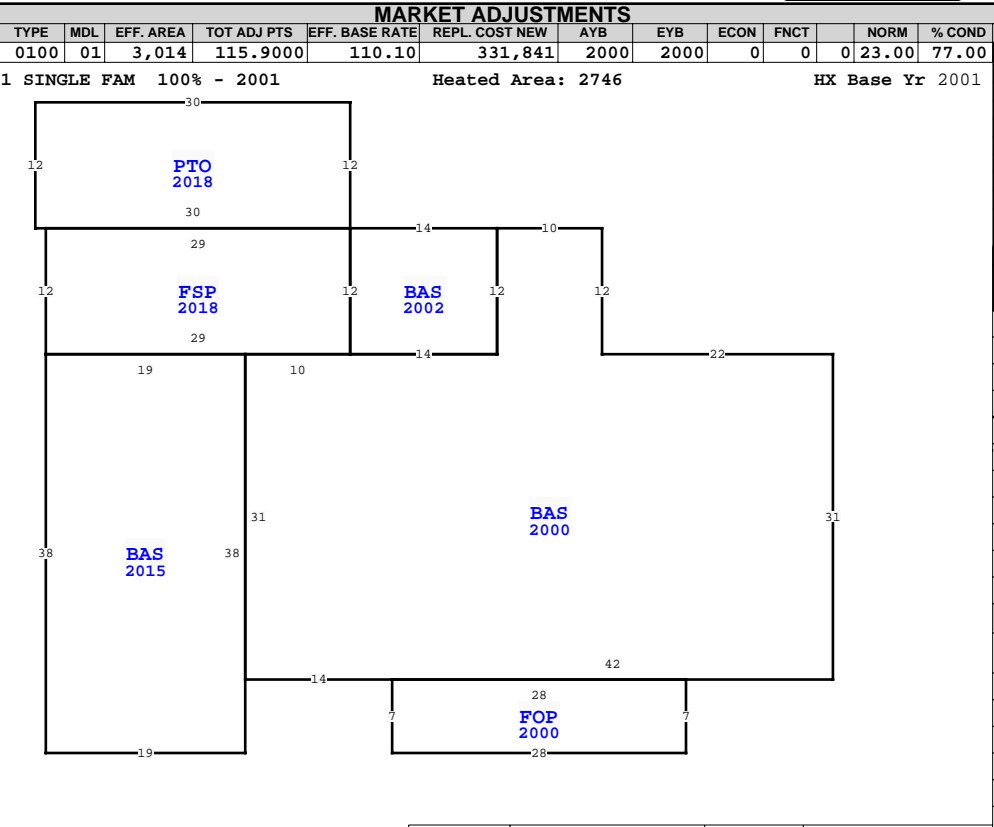 MARKET ADJUSTMENTS
TYPE MDL EFF. AREA TOT ADJ PTS EFF. BASE RATE REPL. COST NEW AYB EYB ECON FNCT NORM % COND
0100 01 3,014 115.9000 110.10 331,841 2000 2000 0 0 0 23.00 77.00
1 SINGLE FAM 100% - 2001 Heated Area: 2746 HX Base Yr 2001
30
12 12
PTO
2018
30
14 10
29
12 FSP 12 BAS 12 12
2018 2002
29
14 22
19 10
31 BAS 31
2000
38 BAS 38
2015
42
14
28
7 FOP 7
2000
19 28